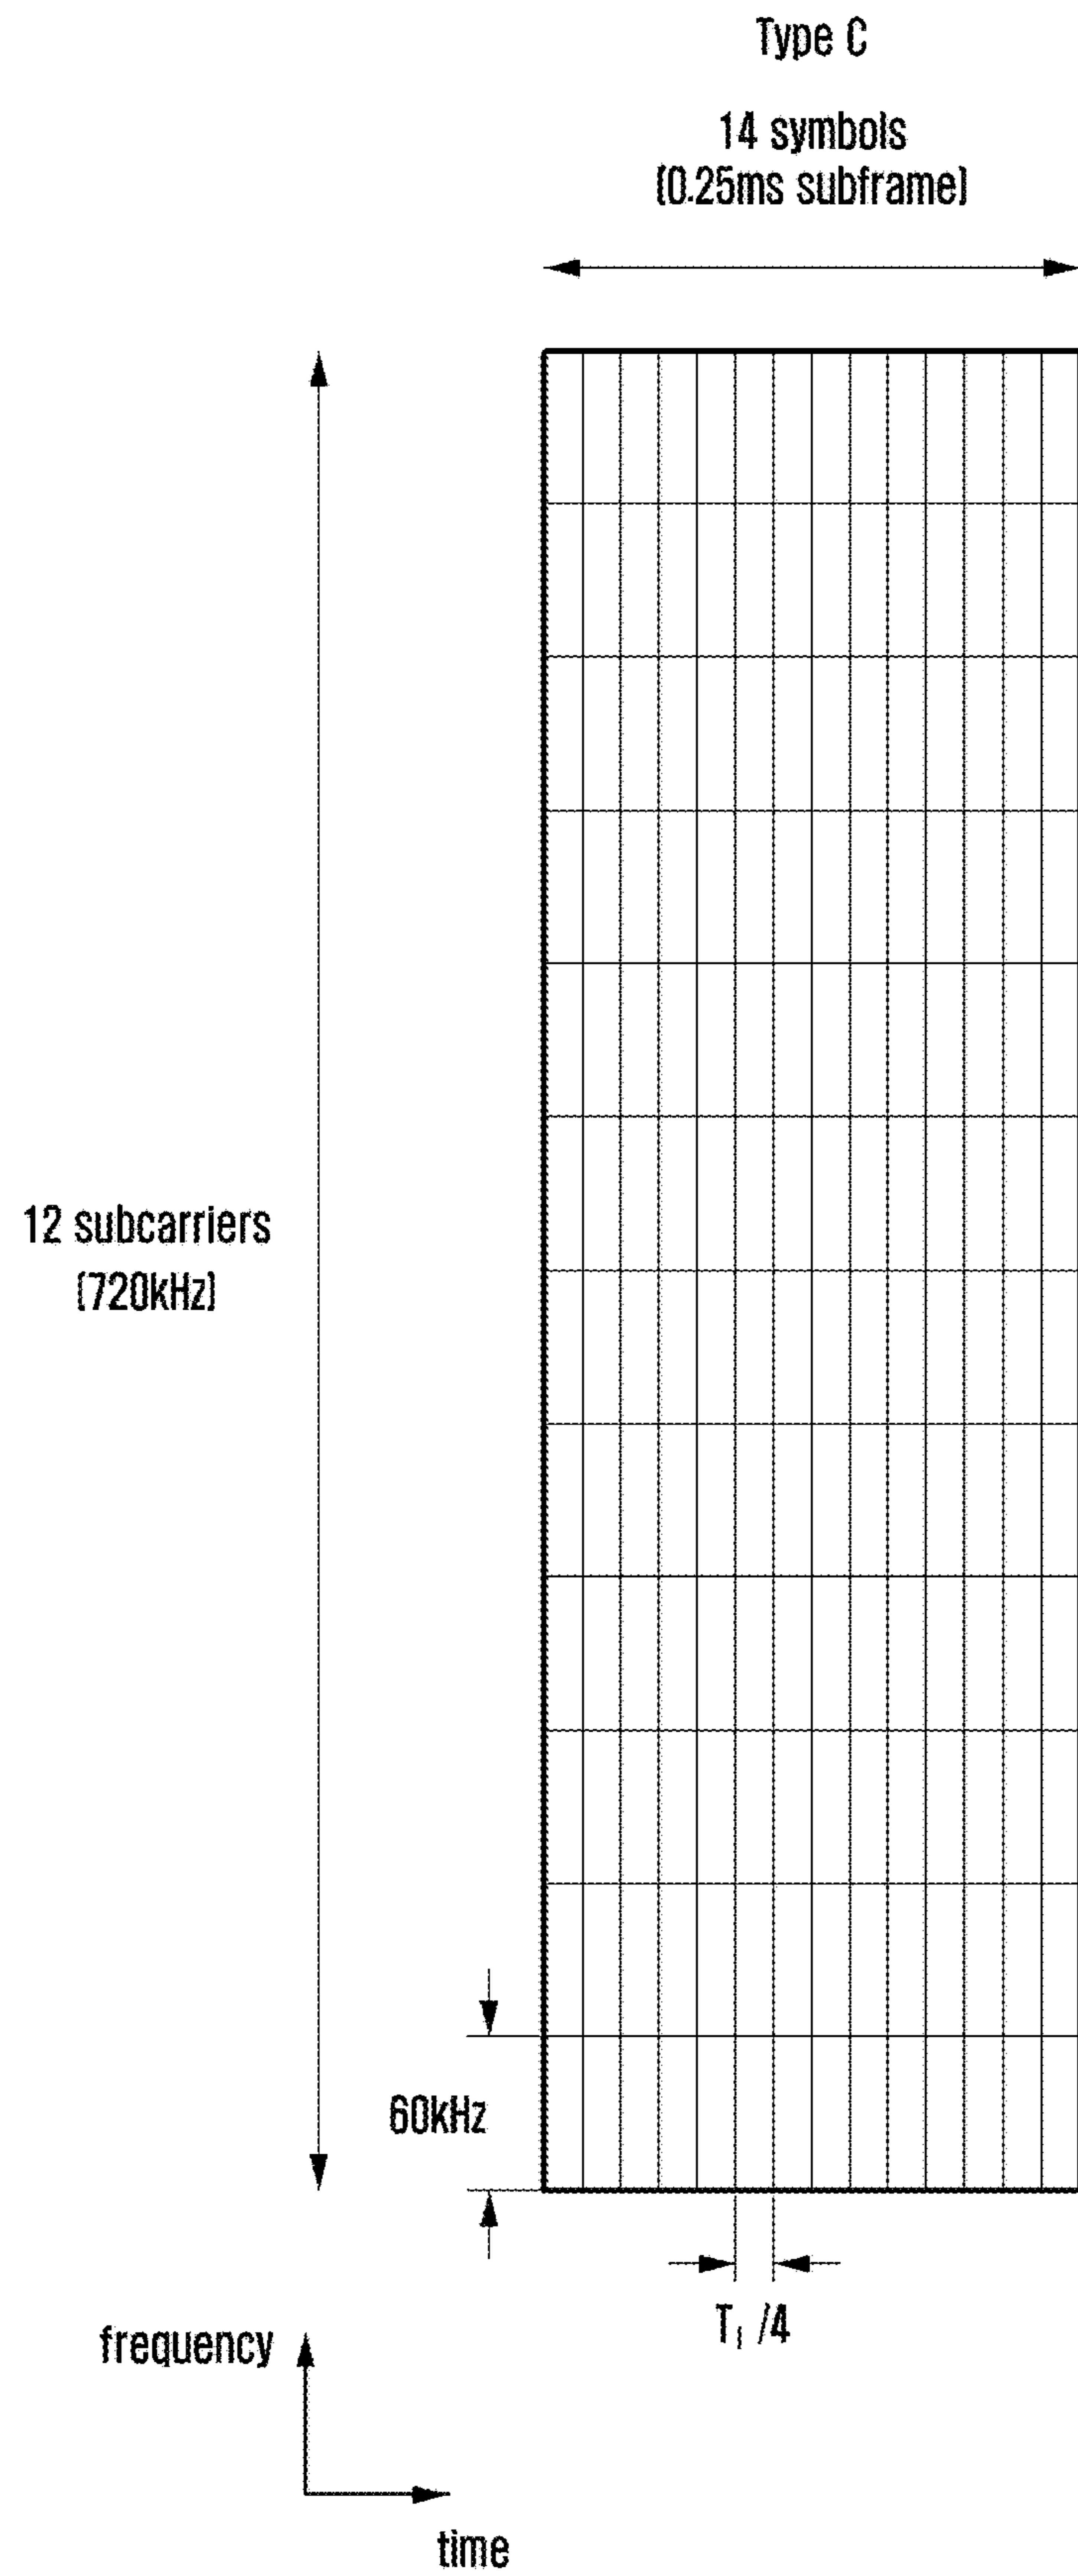 Type C
14 symbols
(0.25ms subframe)
12 subcarriers
(720kHz)
60kHz
T₁ /4
frequency
time